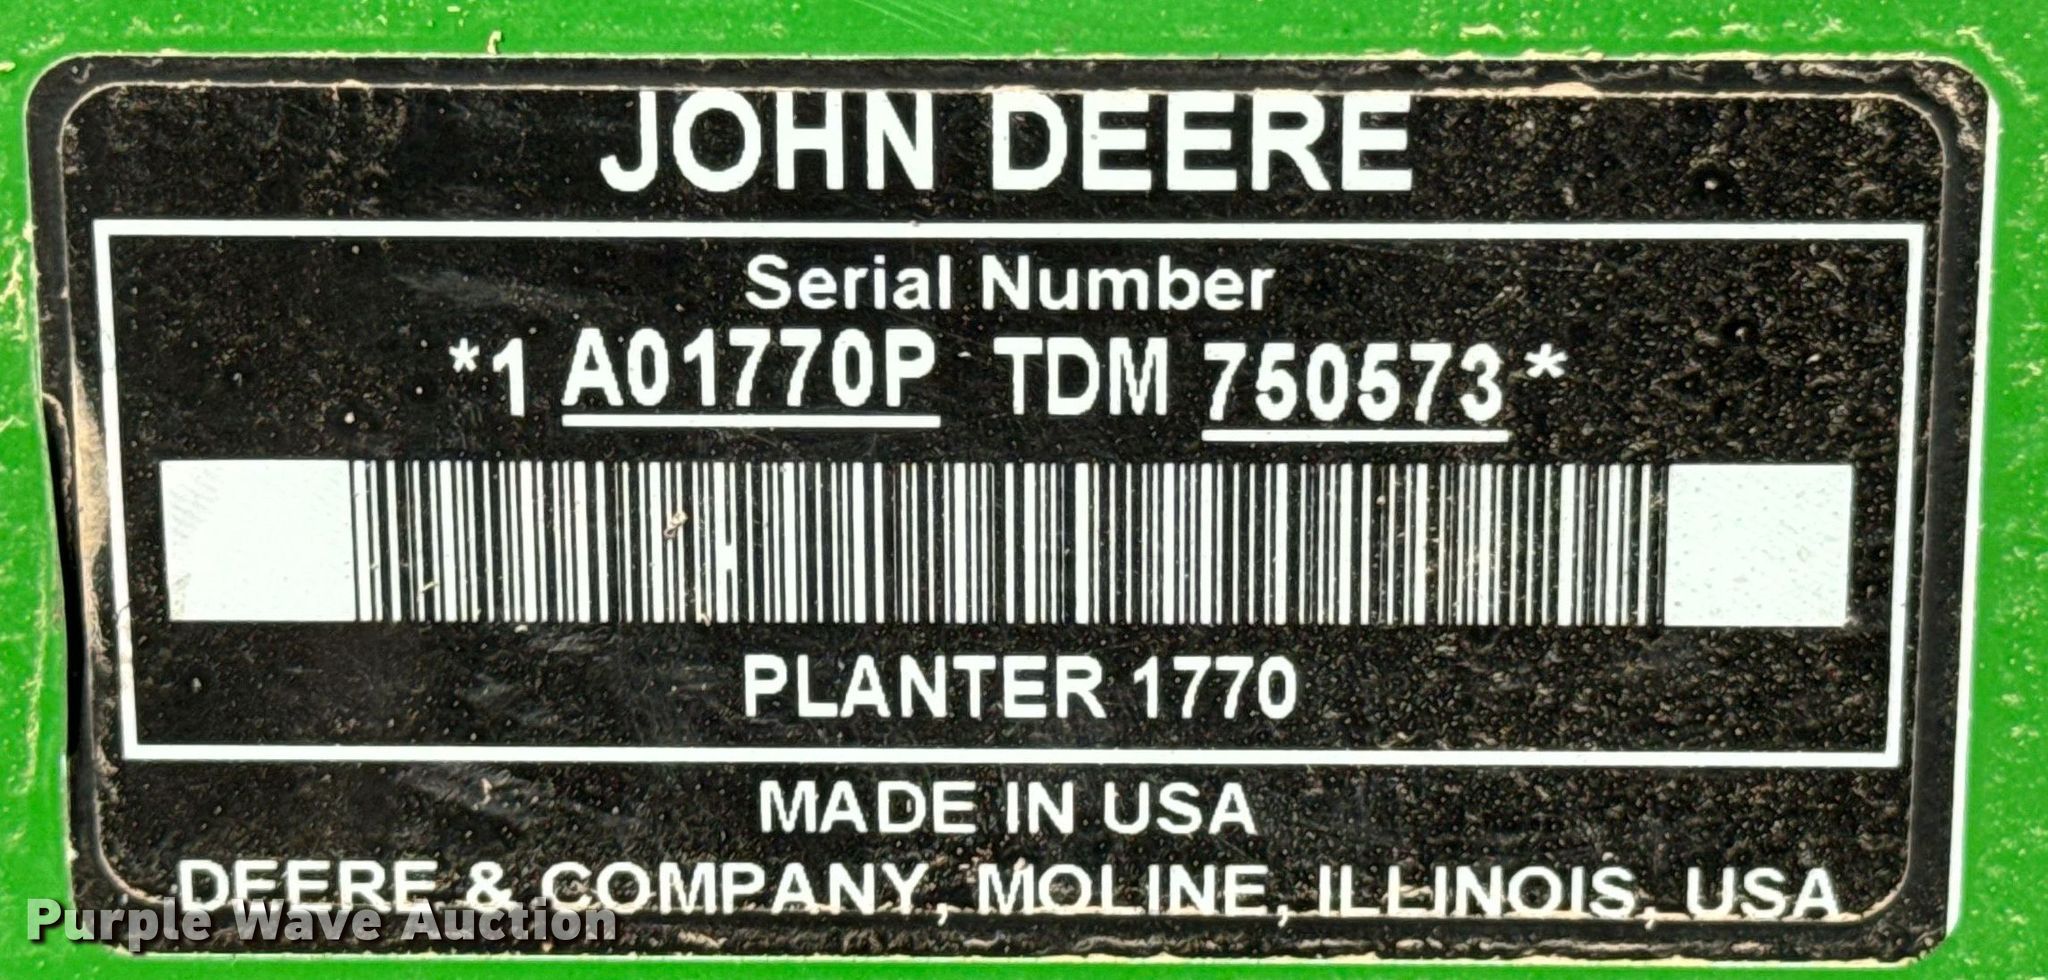 JOHN DEERE
Serial Number
*1 A01770P TDM 750573*
PLANTER 1770
MADE IN USA
DEERE & COMPANY, MOLINE, ILLINOIS, USA
Purple Wave Auction